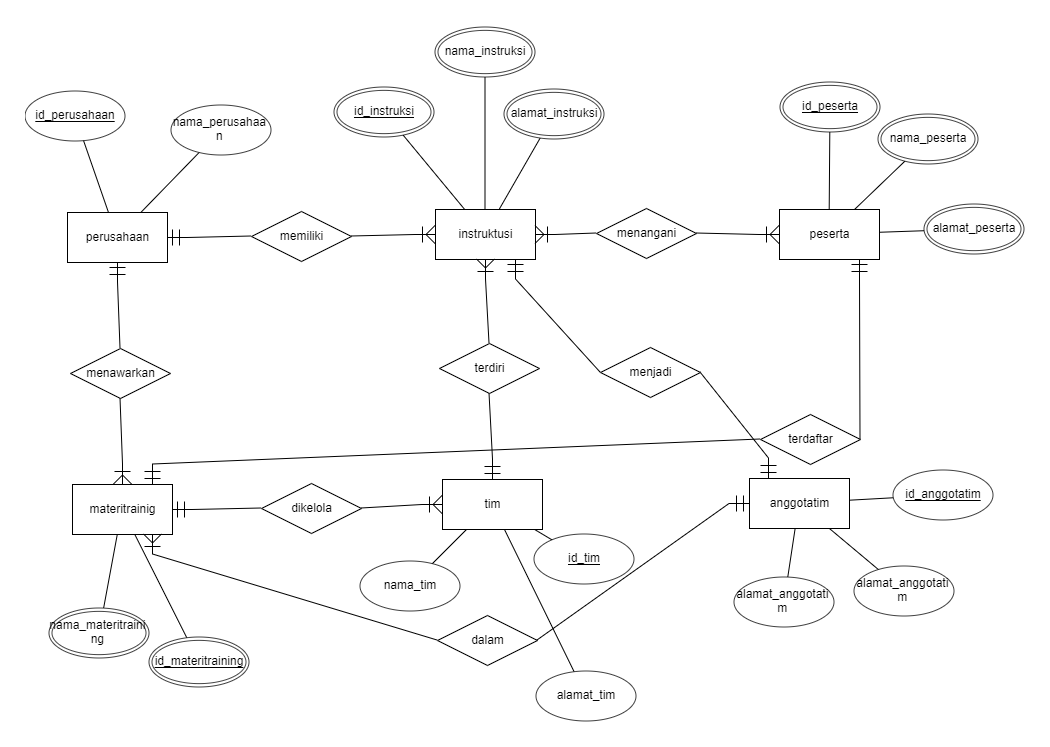 nama_instruksi
id_perusahaan
id_instruksi
alamat_instruksi
id_peserta
nama_perusahaa
n
nama_peserta
alamat_peserta
perusahaan
memiliki
instruktusi
menangani
peserta
menawarkan
terdiri
menjadi
terdaftar
materitrainig
dikelola
tim
anggotatim
id_anggotatim
id_tim
nama_tim
alamat_anggotati
m
alamat_anggotati
m
nama_materitraini
ng
id_materitraining
dalam
alamat_tim